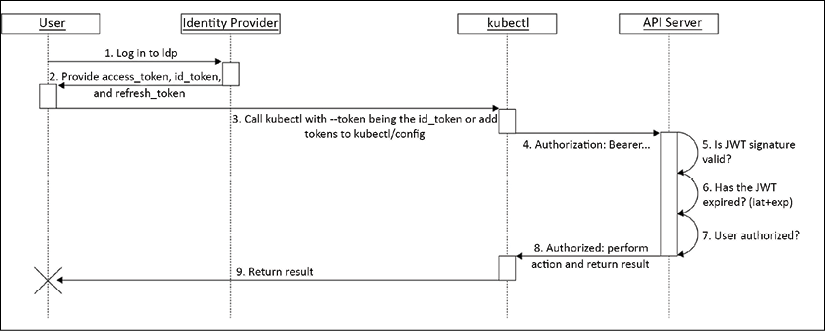 User
Identity Provider
kubectl
API Server
1. Log in to Idp
2. Provide access_token, id_token,
and refresh_token
3. Call kubectl with --token being the id_token or add
tokens to kubectl/config
4. Authorization: Bearer...
5. Is JWT signature
valid?
6. Has the JWT
expired? (iat+exp)
7. User authorized?
8. Authorized: perform
action and return result
9. Return result